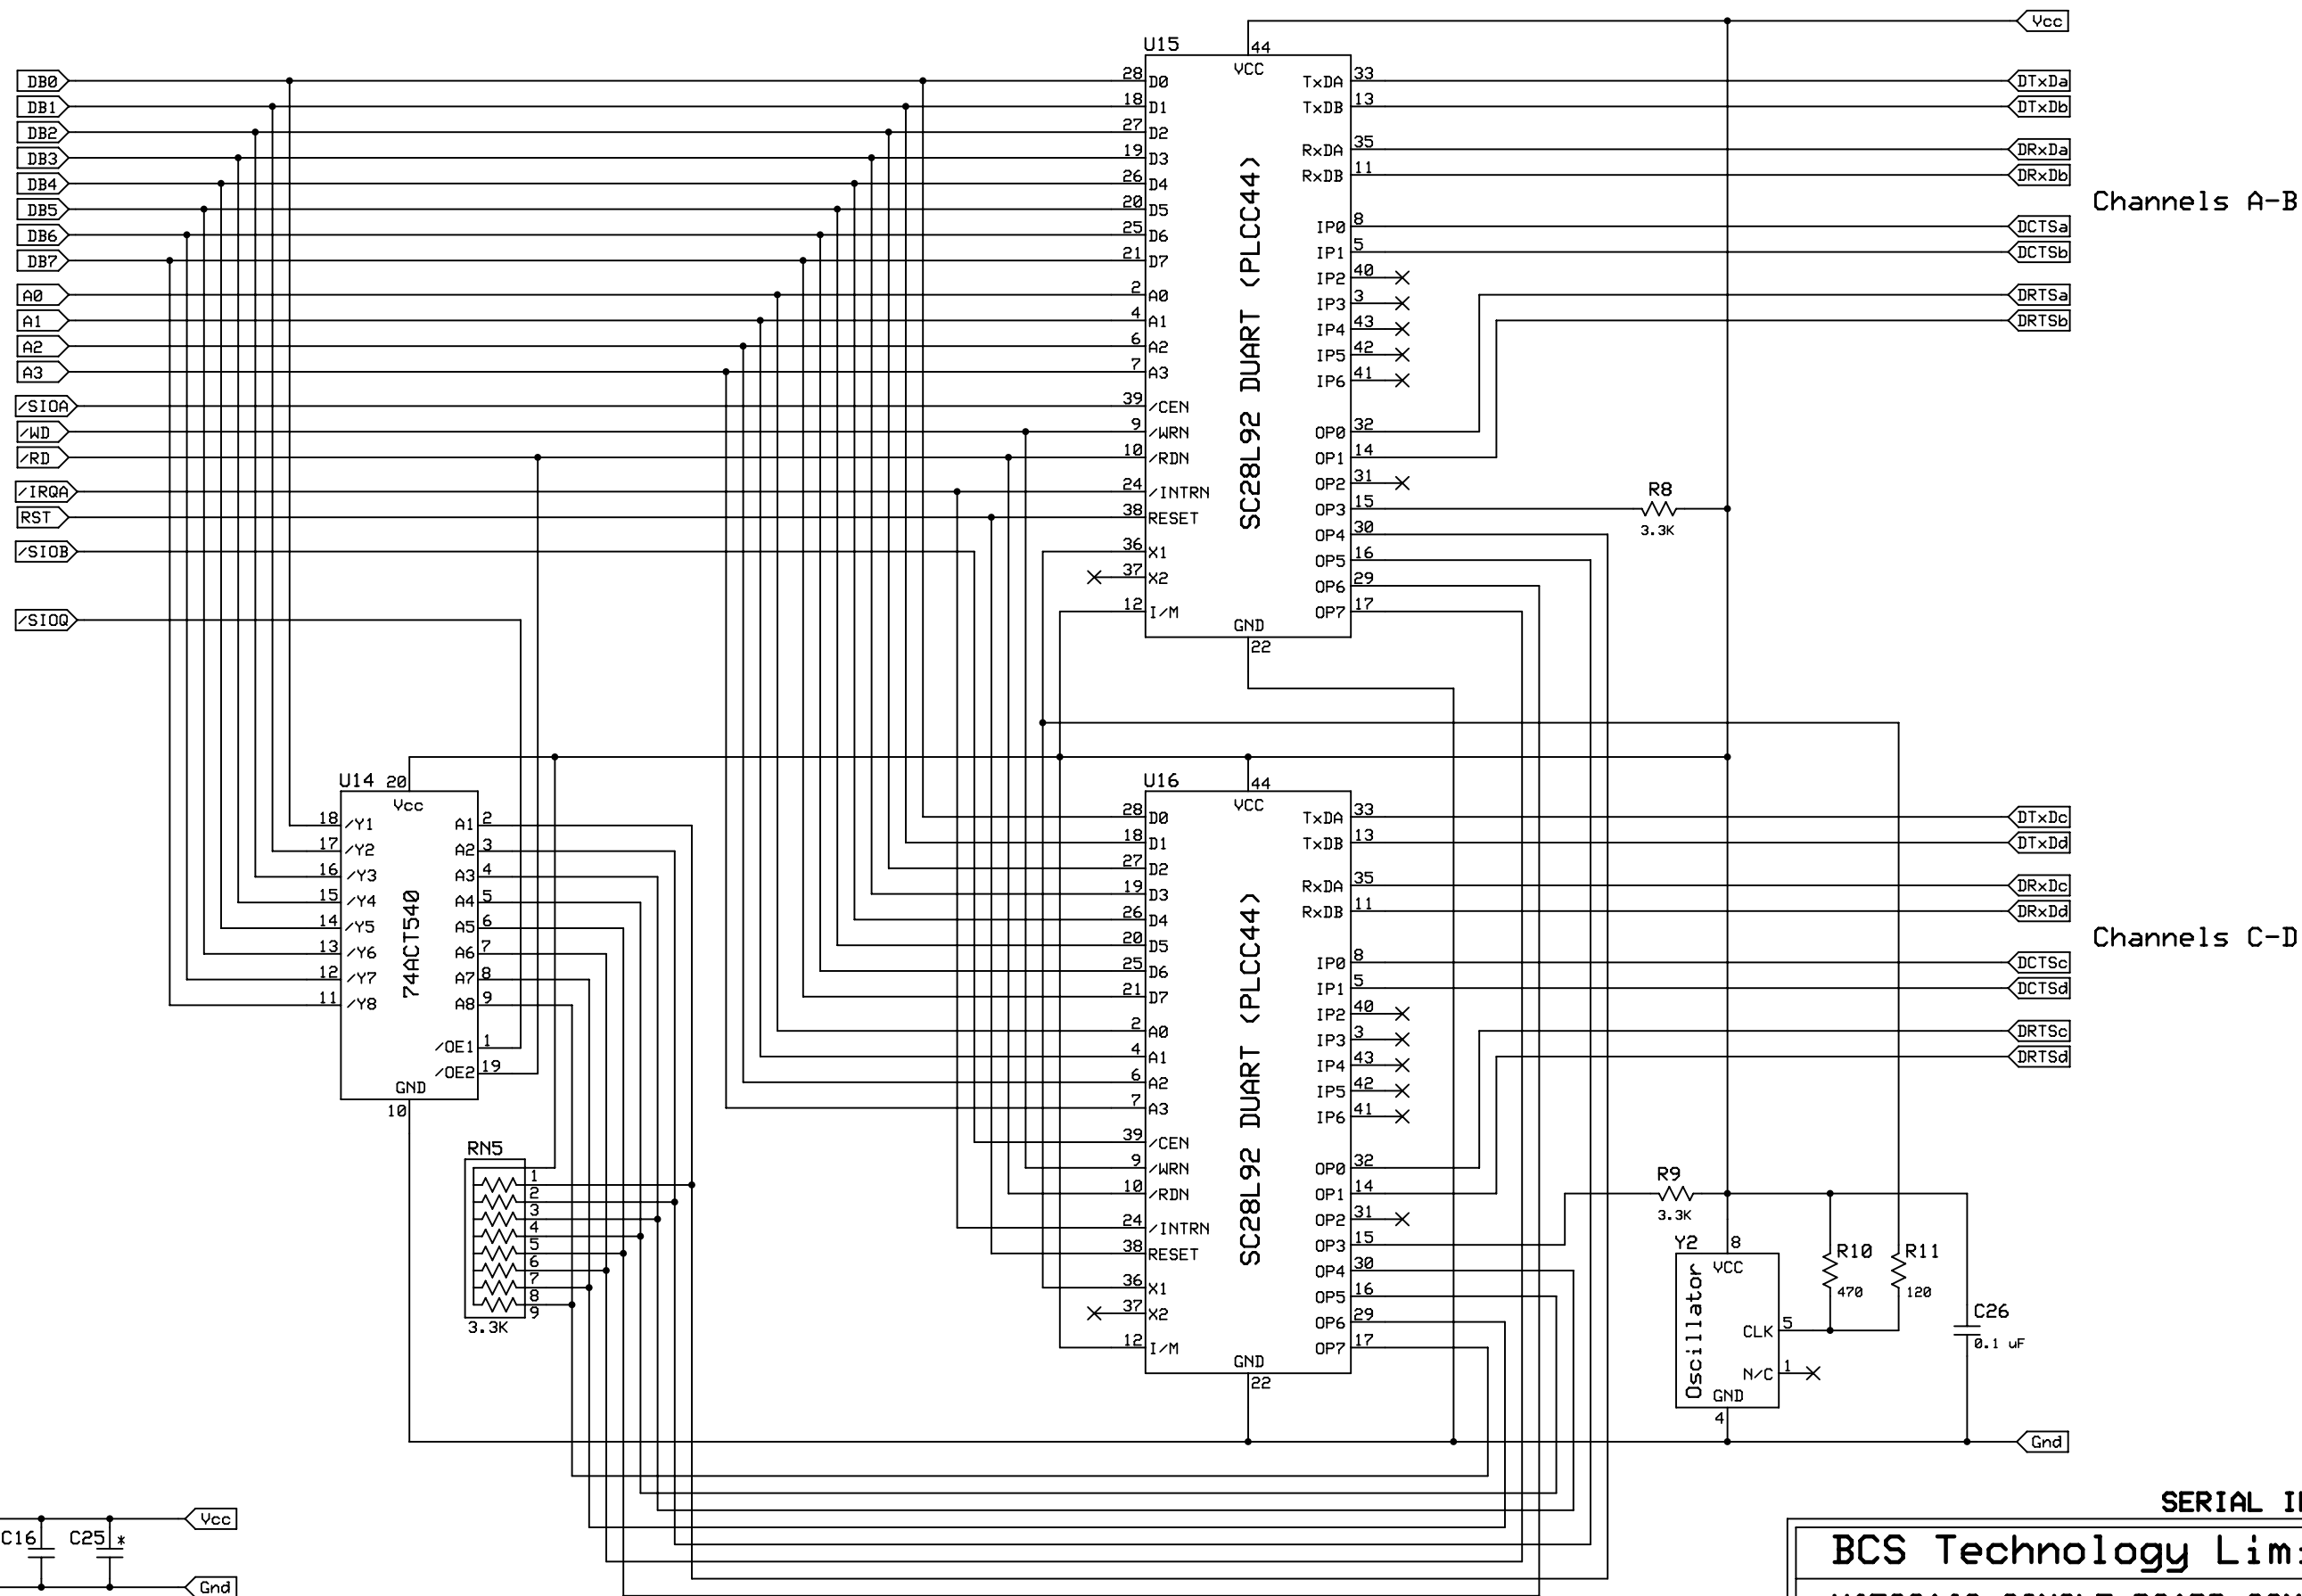 Vcc
U15
44
VCC
DB0
28 D0
TxDA 33
DTxDa
DB1
18 D1
TxDB 13
DTxDb
DB2
27 D2
DB3
19 D3
RxDA 35
DRxDa
DB4
26 D4
RxDB 11
DRxDb
DB5
20 D5
DB6
25 D6
IP0 8
DCTSa
DB7
21 D7
IP1 5
DCTSb
Channels A-B
IP2 40
A0
2 A0
IP3 3
DRTSa
A1
4 A1
IP4 43
DRTSb
A2
6 A2
IP5 42
A3
7 A3
IP6 41
/SIOA
39 /CEN
/WD
9 /WRN
OP0 32
/RD
10 /RDN
OP1 14
OP2 31
/IRQA
24 /INTRN
OP3 15
R8
3.3K
RST
38 RESET
OP4 30
/SIOB
36 X1
OP5 16
37 X2
OP6 29
12 I/M
OP7 17
/SIOQ
GND
22
SC28L92 DUART (PLCC44)
U14 20
Vcc
18 /Y1
A1 2
17 /Y2
A2 3
16 /Y3
A3 4
15 /Y4
A4 5
14 /Y5
A5 6
13 /Y6
A6 7
12 /Y7
A7 8
11 /Y8
A8 9
/OE1 1
/OE2 19
GND
10
74ACT540
U16
44
VCC
28 D0
TxDA 33
DTxDc
18 D1
TxDB 13
DTxDd
27 D2
19 D3
RxDA 35
DRxDc
26 D4
RxDB 11
DRxDd
20 D5
Channels C-D
25 D6
IP0 8
DCTSc
21 D7
IP1 5
DCTSd
IP2 40
2 A0
IP3 3
DRTSc
4 A1
IP4 43
DRTSd
6 A2
IP5 42
7 A3
IP6 41
39 /CEN
9 /WRN
OP0 32
10 /RDN
OP1 14
24 /INTRN
OP2 31
38 RESET
OP3 15
36 X1
OP4 30
37 X2
OP5 16
12 I/M
OP6 29
OP7 17
GND
22
SC28L92 DUART (PLCC44)
RN5
1
2
3
4
5
6
7
8
9
3.3K
R9
3.3K
Y2
8
VCC
Oscillator
CLK 5
N/C 1
GND
4
R10
470
R11
120
C26
0.1 uF
Gnd
C16
C25 *
Vcc
Gnd
SERIAL
BCS Technology